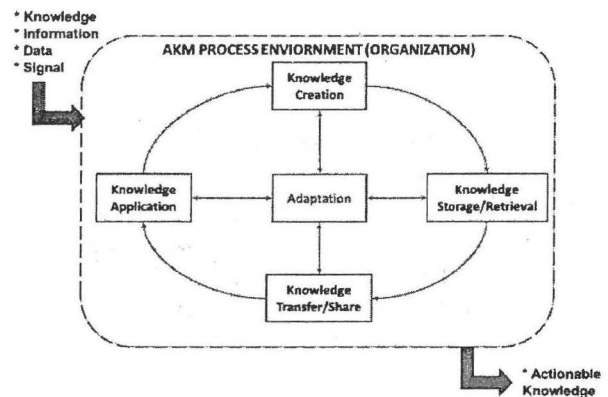 * Knowledge
* Information
* Data
* Signal
AKM PROCESS ENVIORNMENT (ORGANIZATION)
Knowledge
Creation
Knowledge
Application
Adaptation
Knowledge
Storage/Retrieval
Knowledge
Transfer/Share
* Actionable
Knowledge